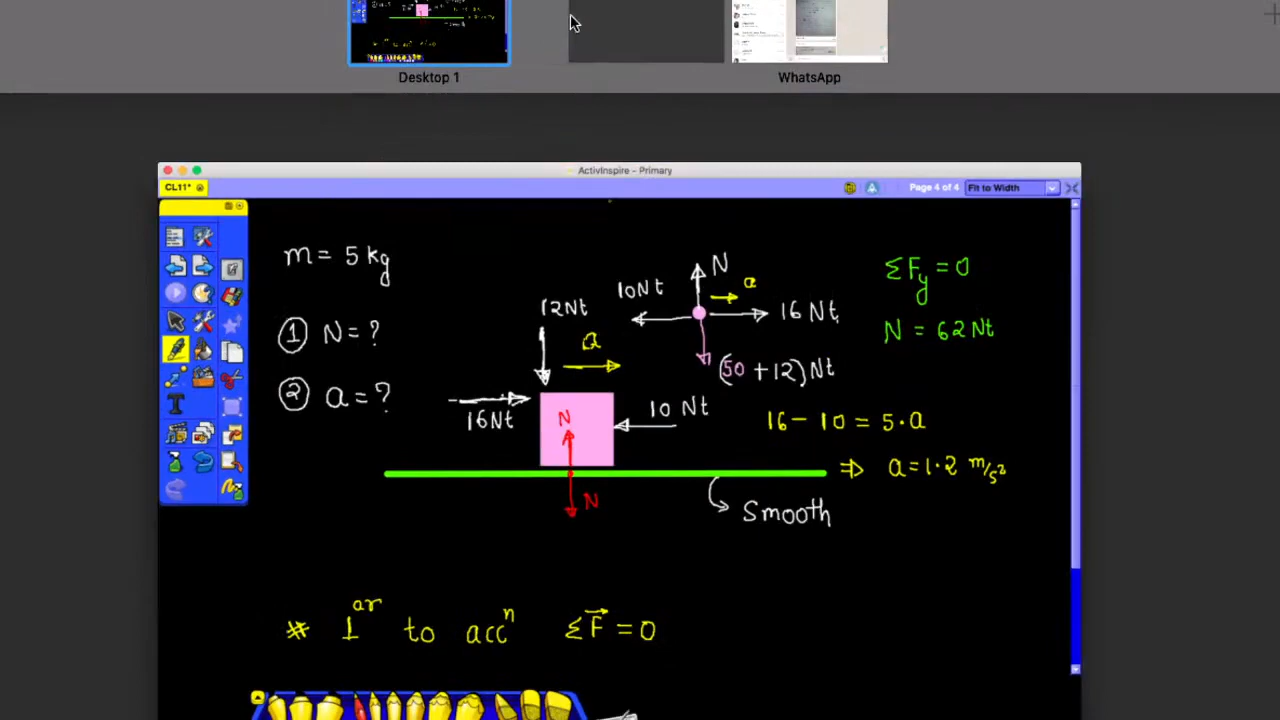 Desktop 1
WhatsApp
ActivInspire - Primary
CL11*
Page 4 of 4
Fit to Width
m = 5 kg
① N = ?
② a = ?
12Nt
a
16Nt
10 Nt
N
N
Smooth
N
10Nt
a
16 Nt
(50 + 12) Nt
ΣFy = 0
N = 62 Nt
16 - 10 = 5·a
⇒ a = 1·2 m/s²
* ⊥ar to accn ΣF⃗ = 0